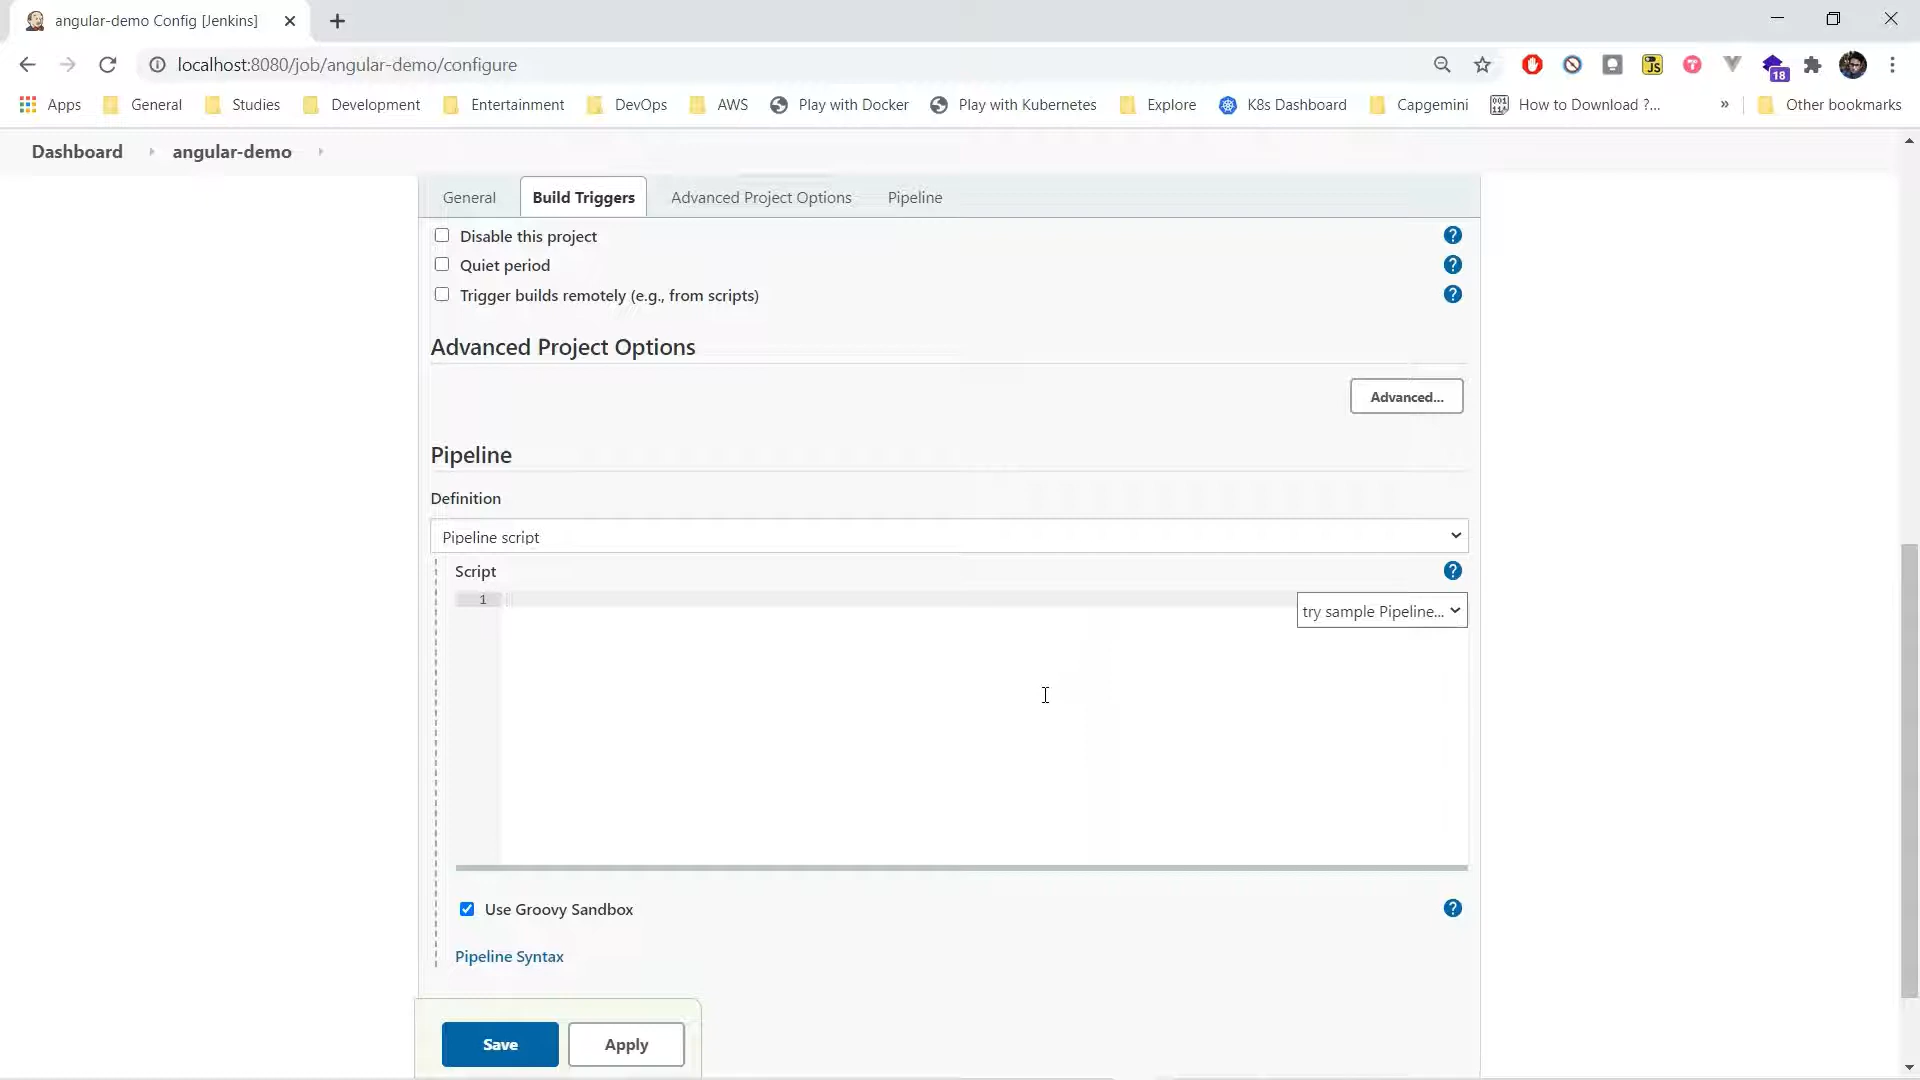 angular-demo Config [Jenkins]
localhost:8080/job/angular-demo/configure
18
Apps General Studies Development Entertainment DevOps AWS Play with Docker Play with Kubernetes Explore K8s Dashboard Capgemini How to Download ?... » Other bookmarks
Dashboard angular-demo
General Build Triggers Advanced Project Options Pipeline
Disable this project ?
Quiet period ?
Trigger builds remotely (e.g., from scripts) ?
Advanced Project Options
Advanced...
Pipeline
Definition
Pipeline script
Script ?
1
try sample Pipeline...
Use Groovy Sandbox ?
Pipeline Syntax
Save Apply